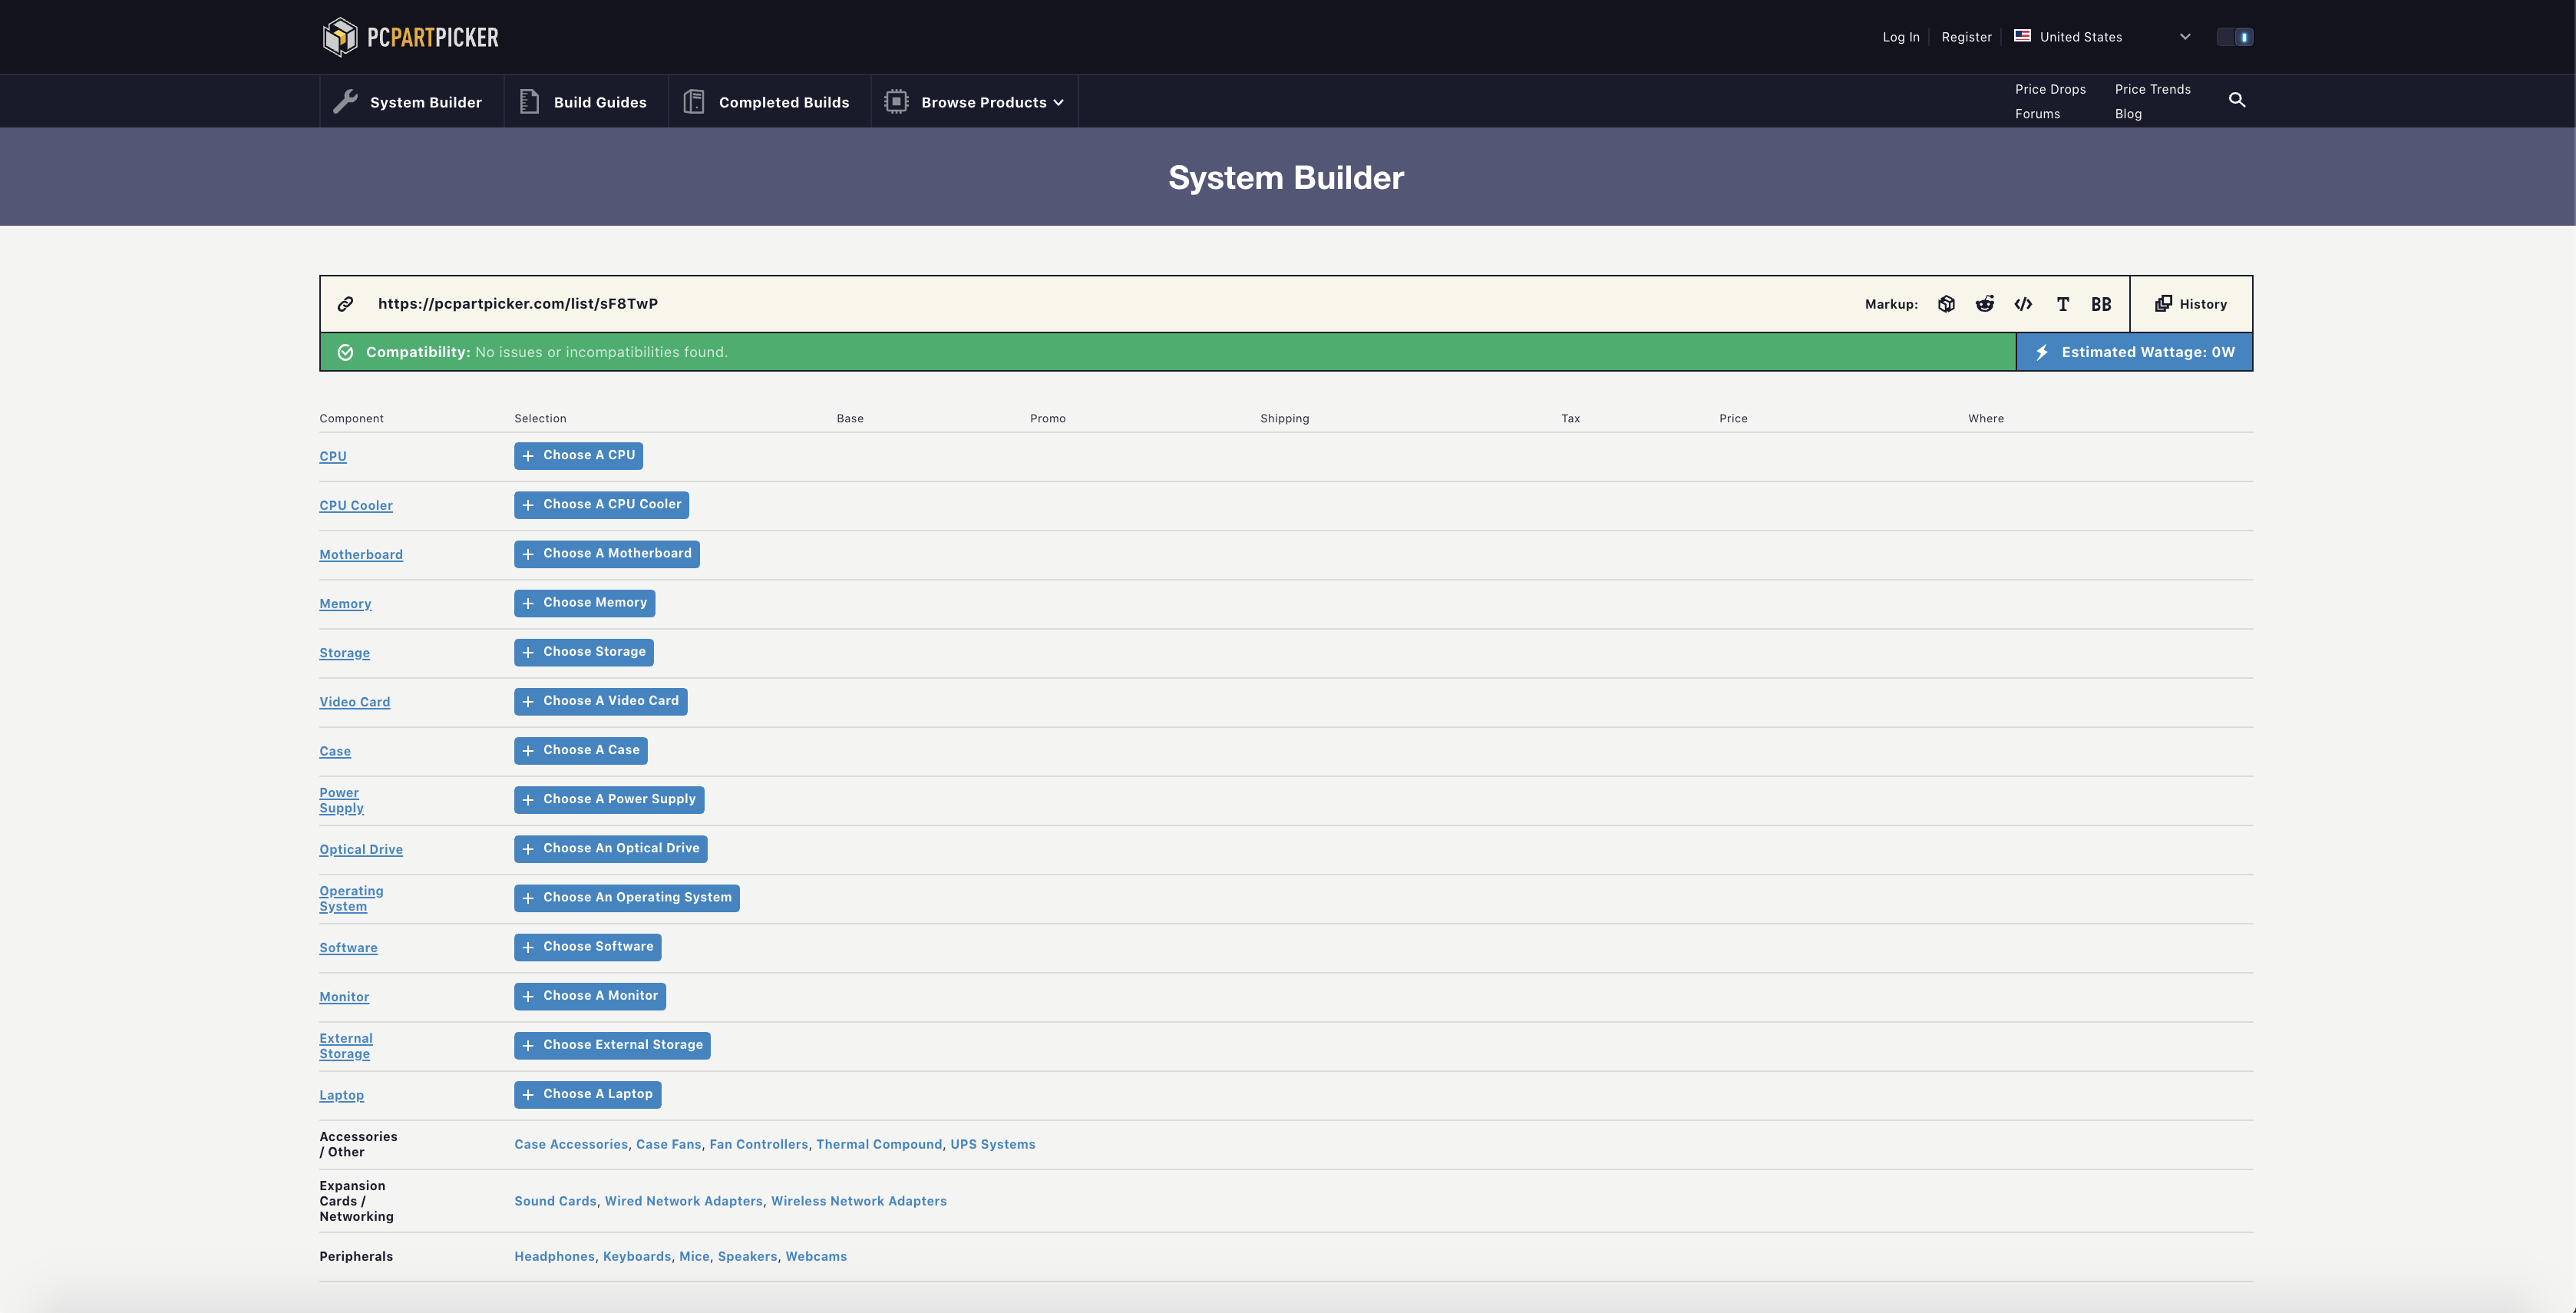 PCPARTPICKER
Log In
Register
United States
System Builder
Build Guides
Completed Builds
Browse Products
Price Drops
Price Trends
Forums
Blog
System Builder
https://pcpartpicker.com/list/sF8TwP
Markup:
T
BB
History
Compatibility: No issues or incompatibilities found.
Estimated Wattage: 0W
Component Selection Base Promo Shipping Tax Price Where
CPU
Choose A CPU
CPU Cooler
Choose A CPU Cooler
Motherboard
Choose A Motherboard
Memory
Choose Memory
Storage
Choose Storage
Video Card
Choose A Video Card
Case
Choose A Case
Power
Supply
Choose A Power Supply
Optical Drive
Choose An Optical Drive
Operating
System
Choose An Operating System
Software
Choose Software
Monitor
Choose A Monitor
External
Storage
Choose External Storage
Laptop
Choose A Laptop
Accessories
/ Other
Case Accessories, Case Fans, Fan Controllers, Thermal Compound, UPS Systems
Expansion
Cards /
Networking
Sound Cards, Wired Network Adapters, Wireless Network Adapters
Peripherals
Headphones, Keyboards, Mice, Speakers, Webcams